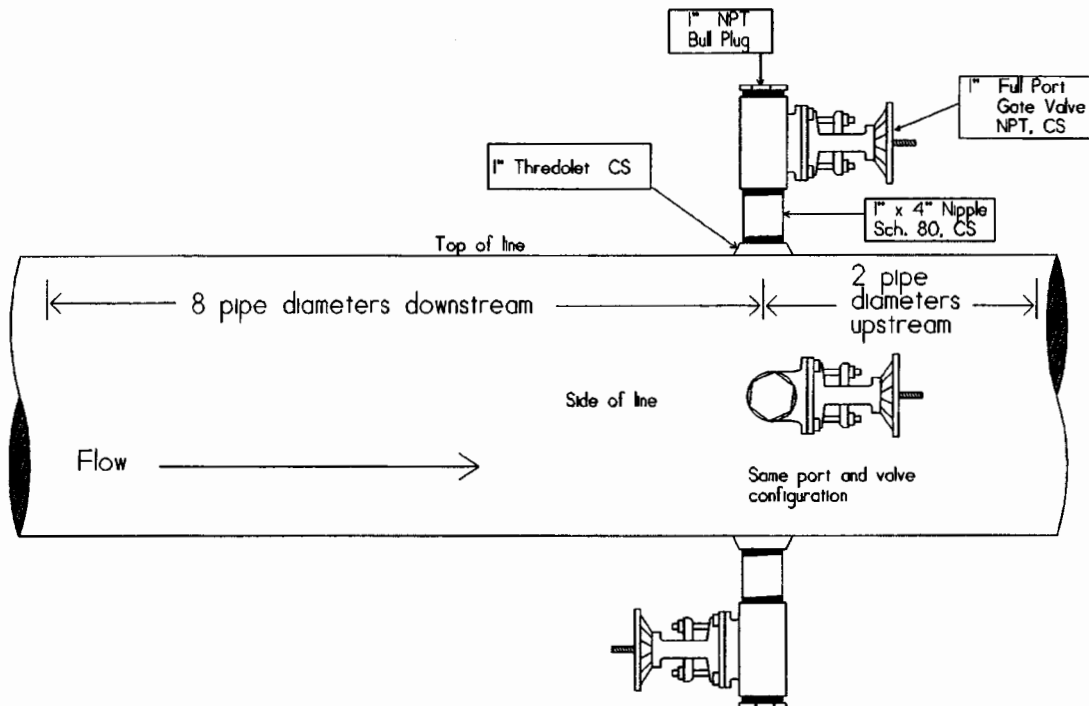 1" NPT
Bull Plug
1" Full Port
Gate Valve
NPT, CS
1" Thredolet CS
1" x 4" Nipple
Sch. 80, CS
Top of line
8 pipe diameters downstream
2 pipe
diameters
upstream
Side of line
Flow
Same port and valve
configuration